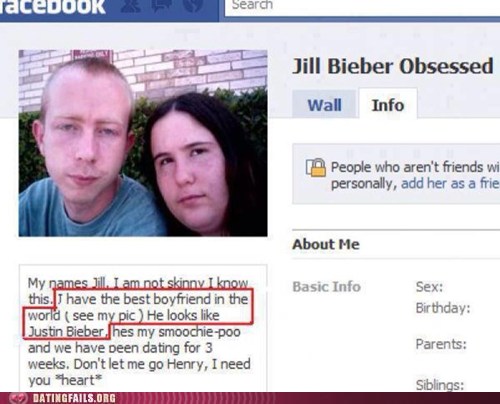 facebook
Search
Jill Bieber Obsessed
Wall
Info
People who aren't friends wi
personally, add her as a frie
About Me
Basic Info
Sex:
Birthday:
Parents:
Siblings:
My names Jill. I am not skinny I know
this. I have the best boyfriend in the
world ( see my pic ) He looks like
Justin Bieber, hes my smoochie-poo
and we have been dating for 3
weeks. Don't let me go Henry, I need
you *heart*
DATINGFAILS.ORG